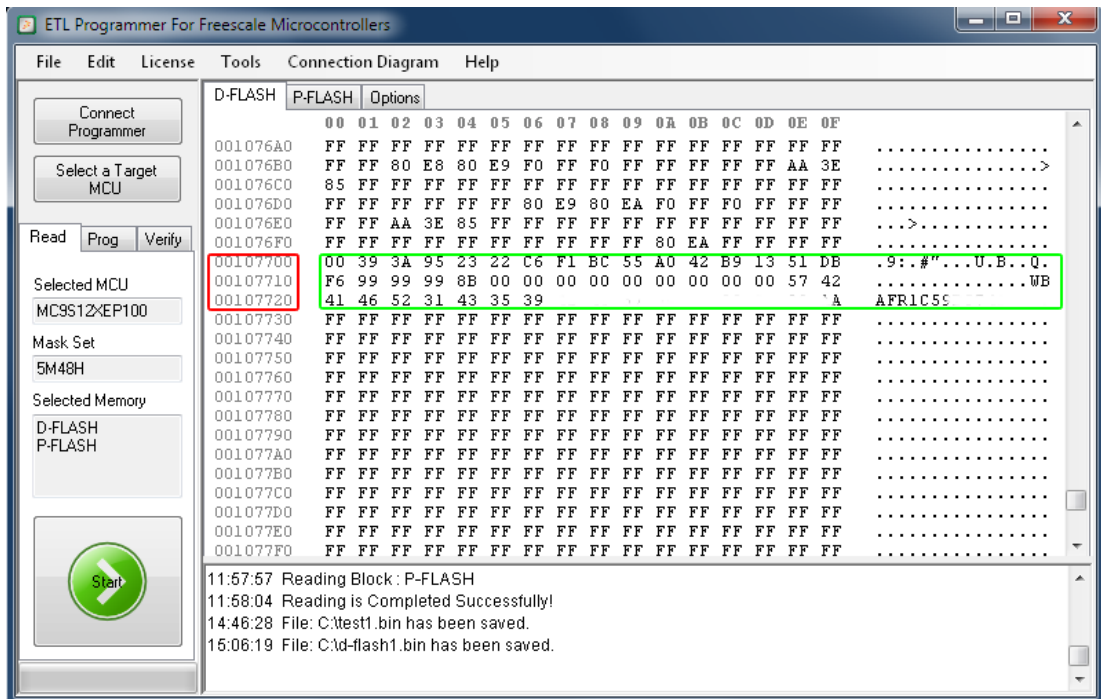 ETL Programmer For Freescale Microcontrollers
File Edit License Tools Connection Diagram Help
Connect
Programmer
Select a Target
MCU
Read Prog Verify
Selected MCU
MC9S12XEP100
Mask Set
5M48H
Selected Memory
D-FLASH
P-FLASH
Start
D-FLASH P-FLASH Options
00 01 02 03 04 05 06 07 08 09 0A 0B 0C 0D 0E 0F
001076A0 FF FF FF FF FF FF FF FF FF FF FF FF FF FF FF FF ................
001076B0 FF FF 80 E8 80 E9 F0 FF F0 FF FF FF FF FF AA 3E ...............>
001076C0 85 FF FF FF FF FF FF FF FF FF FF FF FF FF FF FF ................
001076D0 FF FF FF FF FF FF 80 E9 80 EA F0 FF F0 FF FF FF ................
001076E0 FF FF AA 3E 85 FF FF FF FF FF FF FF FF FF FF FF ...>............
001076F0 FF FF FF FF FF FF FF FF FF FF 80 EA FF FF FF FF ................
00107700 00 39 3A 95 23 22 C6 F1 BC 55 A0 42 B9 13 51 DB .9:.#"...U.B..Q.
00107710 F6 99 99 99 8B 00 00 00 00 00 00 00 00 00 57 42 ..............WB
00107720 41 46 52 31 43 35 39 AFR1C59
00107730 FF FF FF FF FF FF FF FF FF FF FF FF FF FF FF FF ................
00107740 FF FF FF FF FF FF FF FF FF FF FF FF FF FF FF FF ................
00107750 FF FF FF FF FF FF FF FF FF FF FF FF FF FF FF FF ................
00107760 FF FF FF FF FF FF FF FF FF FF FF FF FF FF FF FF ................
00107770 FF FF FF FF FF FF FF FF FF FF FF FF FF FF FF FF ................
00107780 FF FF FF FF FF FF FF FF FF FF FF FF FF FF FF FF ................
00107790 FF FF FF FF FF FF FF FF FF FF FF FF FF FF FF FF ................
001077A0 FF FF FF FF FF FF FF FF FF FF FF FF FF FF FF FF ................
001077B0 FF FF FF FF FF FF FF FF FF FF FF FF FF FF FF FF ................
001077C0 FF FF FF FF FF FF FF FF FF FF FF FF FF FF FF FF ................
001077D0 FF FF FF FF FF FF FF FF FF FF FF FF FF FF FF FF ................
001077E0 FF FF FF FF FF FF FF FF FF FF FF FF FF FF FF FF ................
001077F0 FF FF FF FF FF FF FF FF FF FF FF FF FF FF FF FF ................
11:57:57 Reading Block : P-FLASH
11:58:04 Reading is Completed Successfully!
14:46:28 File: C:\test1.bin has been saved.
15:06:19 File: C:\d-flash1.bin has been saved.